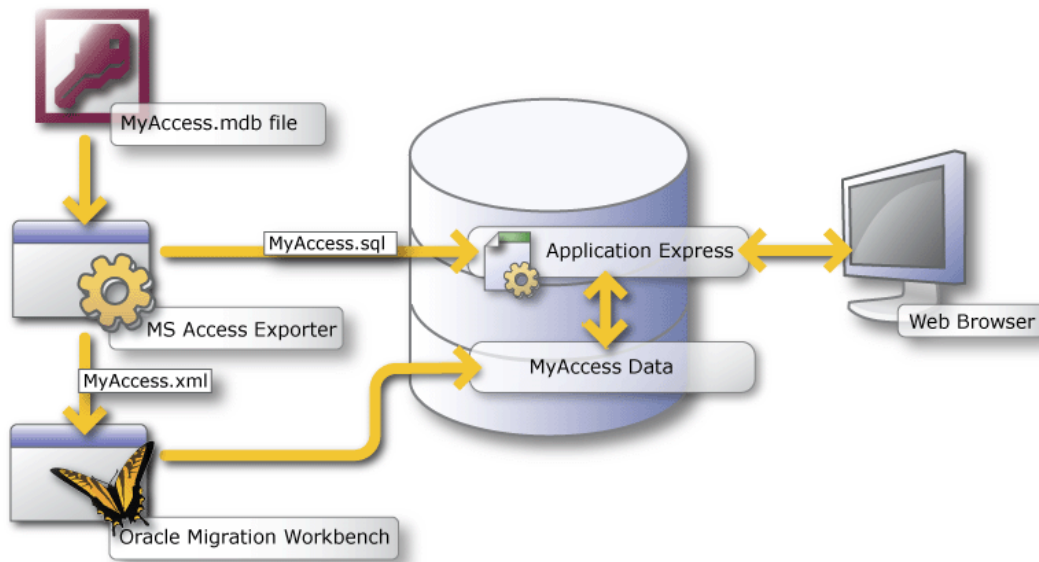 MyAccess.mdb file
MyAccess.sql
Application Express
MS Access Exporter
Web Browser
MyAccess.xml
MyAccess Data
Oracle Migration Workbench